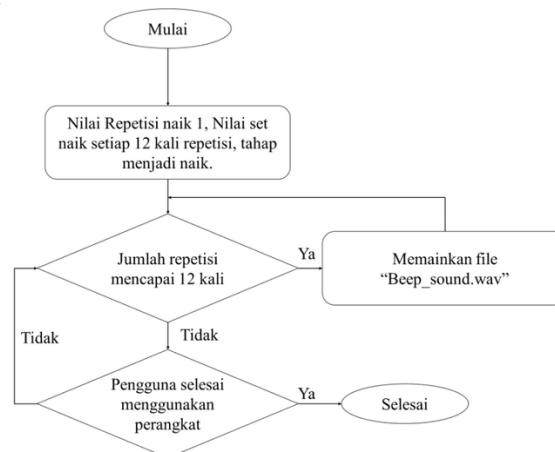 Mulai
Nilai Repetisi naik 1, Nilai set
naik setiap 12 kali repetisi, tahap
menjadi naik.
Jumlah repetisi
mencapai 12 kali
Ya
Memainkan file
“Beep_sound.wav”
Tidak
Tidak
Pengguna selesai
menggunakan
perangkat
Ya
Selesai